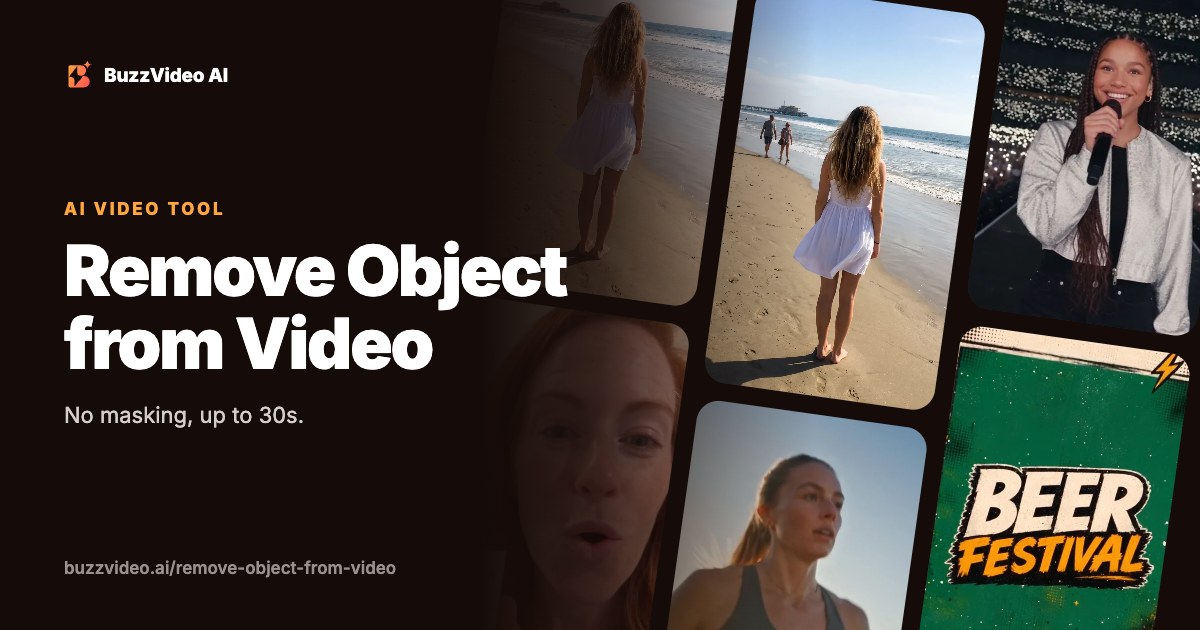 BuzzVideo AI
AI VIDEO TOOL
Remove Object
from Video
No masking, up to 30s.
buzzvideo.ai/remove-object-from-video
BEER
FESTIVAL